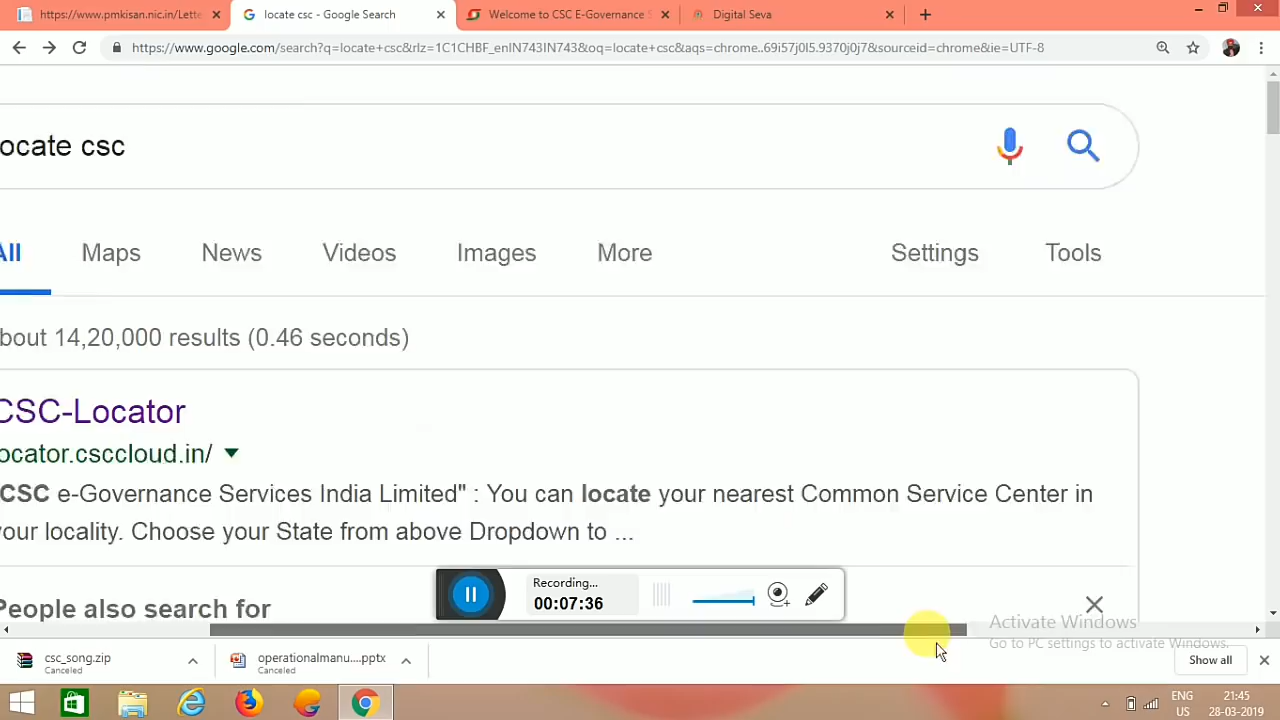 https://www.pmkisan.nic.in/Lette
locate csc - Google Search
Welcome to CSC E-Governance S
Digital Seva
https://www.google.com/search?q=locate+csc&rlz=1C1CHBF_enIN743IN743&oq=locate+csc&aqs=chrome..69i57j0l5.9370j0j7&sourceid=chrome&ie=UTF-8
ocate csc
All Maps News Videos Images More Settings Tools
bout 14,20,000 results (0.46 seconds)
CSC-Locator
ocator.csccloud.in/
CSC e-Governance Services India Limited" : You can locate your nearest Common Service Center in
your locality. Choose your State from above Dropdown to ...
People also search for
Recording...
00:07:36
Activate Windows
Go to PC settings to activate Windows.
csc_song.zip
Canceled
operationalmanu....pptx
Canceled
Show all
ENG
US
21:45
28-03-2019